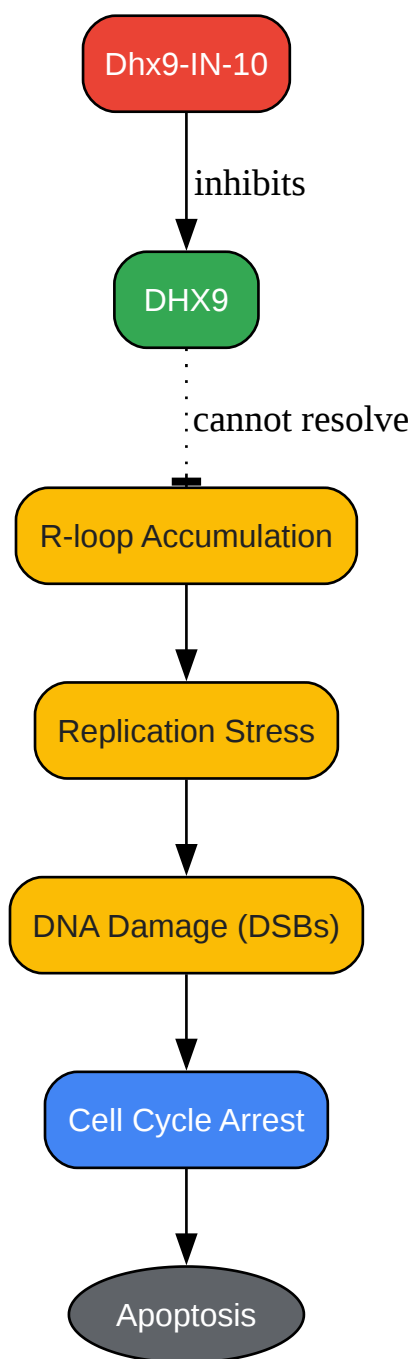 Dhx9-IN-10
inhibits
DHX9
cannot resolve
R-loop Accumulation
Replication Stress
DNA Damage (DSBs)
Cell Cycle Arrest
Apoptosis